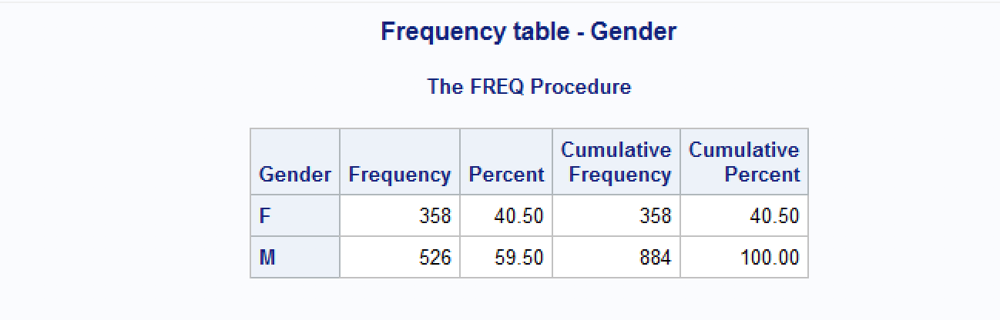 Frequency table - Gender
The FREQ Procedure
Gender Frequency Percent Cumulative Frequency Cumulative Percent
F 358 40.50 358 40.50
M 526 59.50 884 100.00